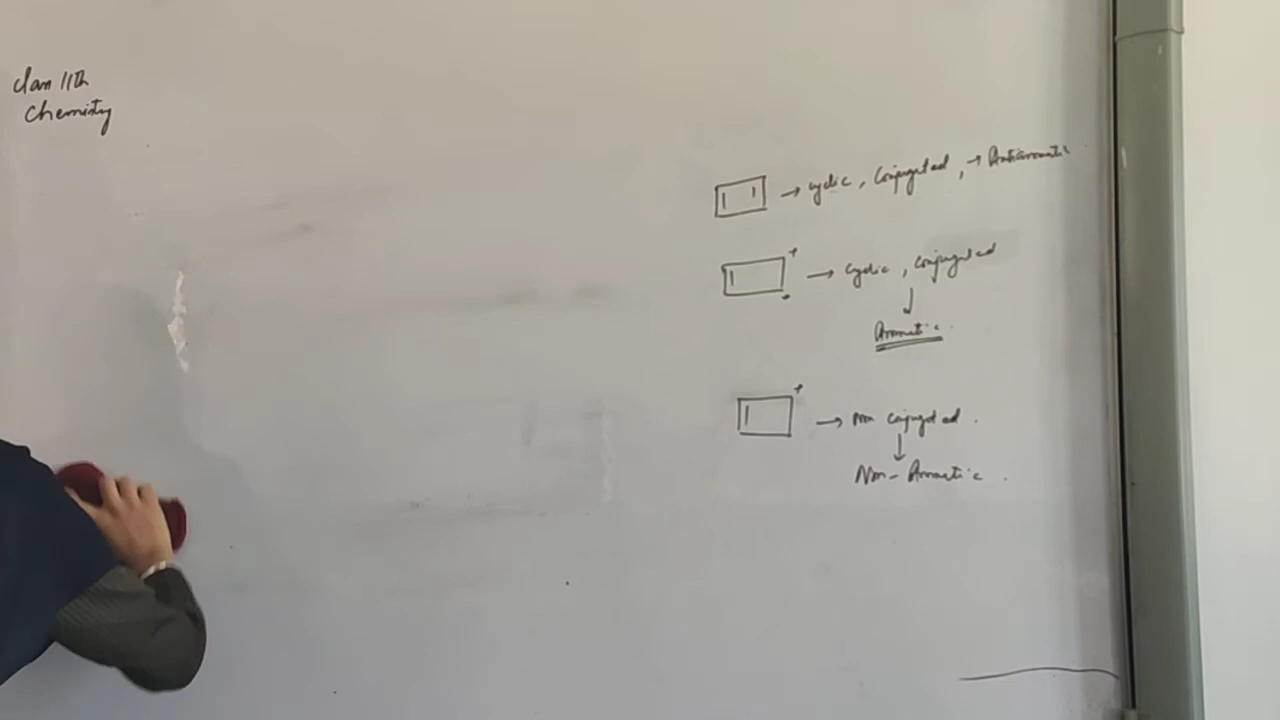 Class 11th
Chemistry
→ cyclic, Conjugated, → Antiaromatic
+
+
→ Cyclic, Conjugated
↓
Aromatic.
+
→ Non conjugated.
↓
Non-Aromatic.